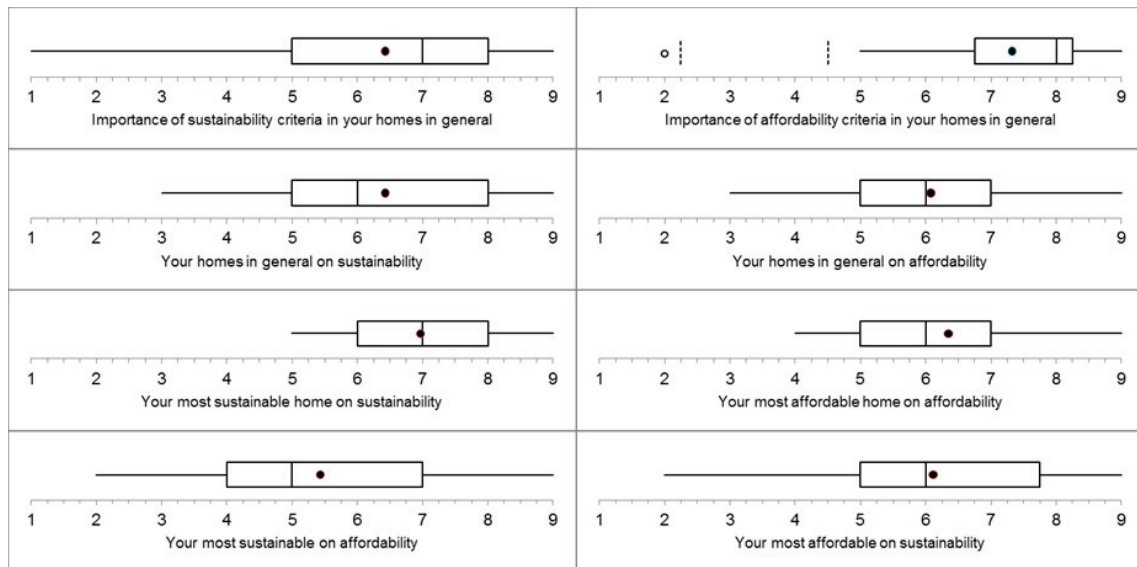 1 2 3 4 5 6 7 8 9
Importance of sustainability criteria in your homes in general
1 2 3 4 5 6 7 8 9
Importance of affordability criteria in your homes in general
1 2 3 4 5 6 7 8 9
Your homes in general on sustainability
1 2 3 4 5 6 7 8 9
Your homes in general on affordability
1 2 3 4 5 6 7 8 9
Your most sustainable home on sustainability
1 2 3 4 5 6 7 8 9
Your most affordable home on affordability
1 2 3 4 5 6 7 8 9
Your most sustainable on affordability
1 2 3 4 5 6 7 8 9
Your most affordable on sustainability